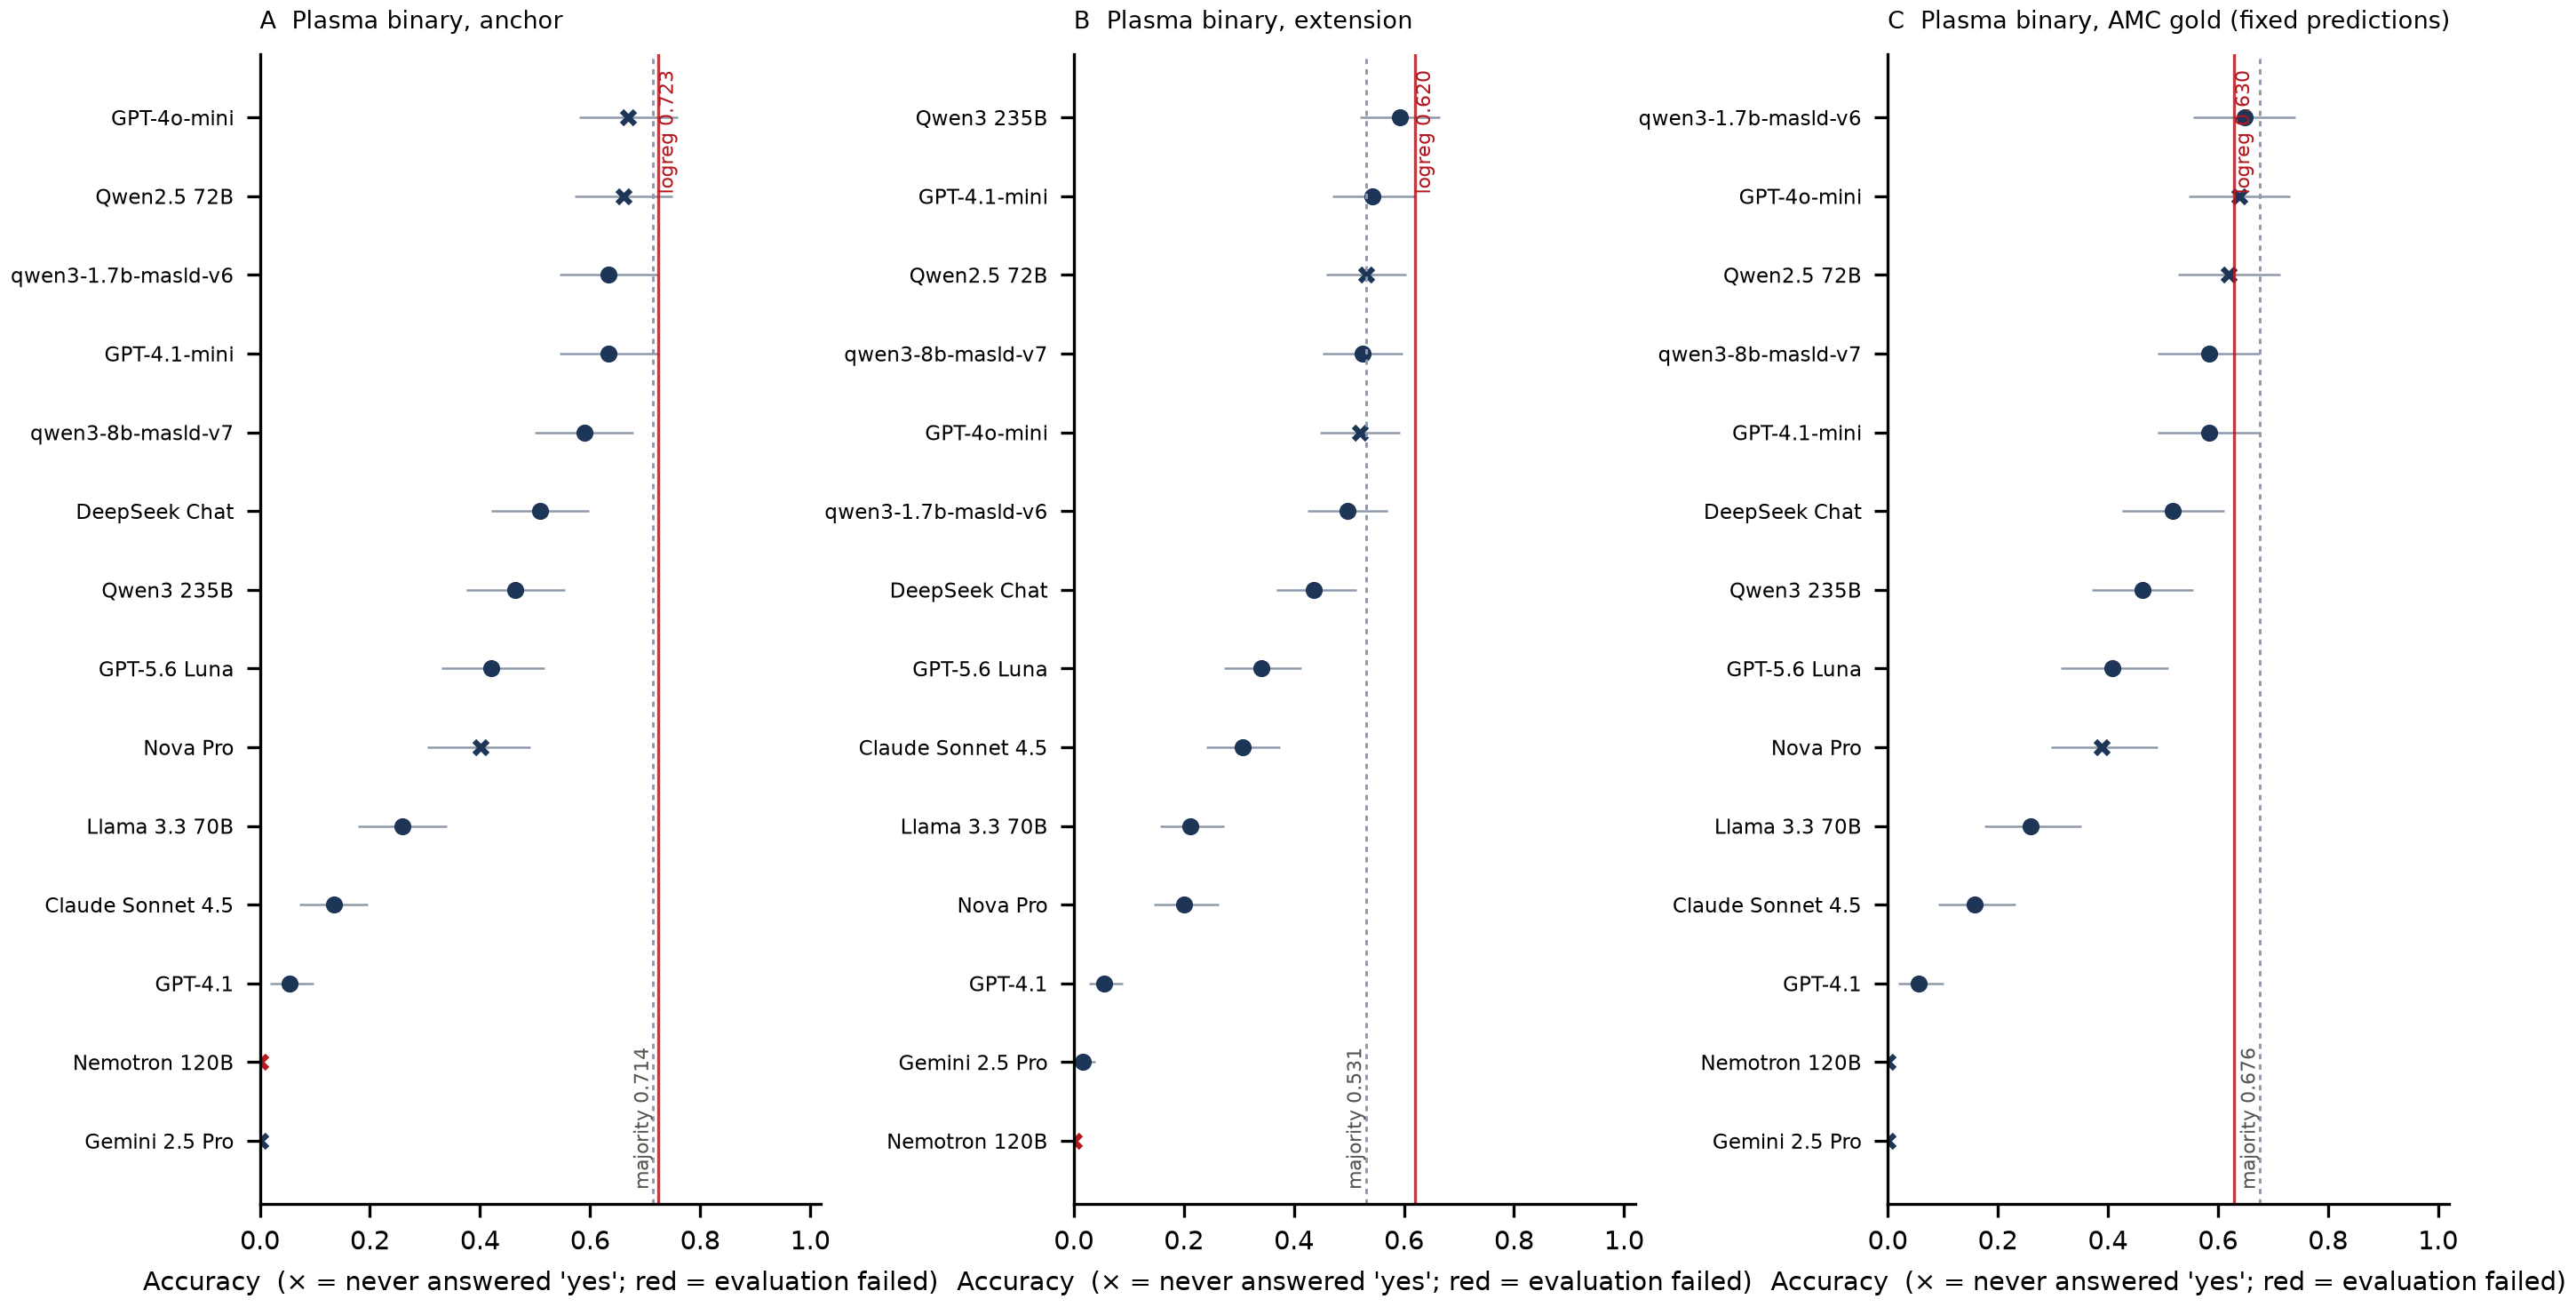 A Plasma binary, anchor
GPT-4o-mini
Qwen2.5 72B
qwen3-1.7b-masld-v6
GPT-4.1-mini
qwen3-8b-masld-v7
DeepSeek Chat
Qwen3 235B
GPT-5.6 Luna
Nova Pro
Llama 3.3 70B
Claude Sonnet 4.5
GPT-4.1
Nemotron 120B
Gemini 2.5 Pro
logreg 0.723
majority 0.714
0.0 0.2 0.4 0.6 0.8 1.0
Accuracy (× = never answered 'yes'; red = evaluation failed)
B Plasma binary, extension
Qwen3 235B
GPT-4.1-mini
Qwen2.5 72B
qwen3-8b-masld-v7
GPT-4o-mini
qwen3-1.7b-masld-v6
DeepSeek Chat
GPT-5.6 Luna
Claude Sonnet 4.5
Llama 3.3 70B
Nova Pro
GPT-4.1
Gemini 2.5 Pro
Nemotron 120B
logreg 0.620
majority 0.531
0.0 0.2 0.4 0.6 0.8 1.0
Accuracy (× = never answered 'yes'; red = evaluation failed)
C Plasma binary, AMC gold (fixed predictions)
qwen3-1.7b-masld-v6
GPT-4o-mini
Qwen2.5 72B
qwen3-8b-masld-v7
GPT-4.1-mini
DeepSeek Chat
Qwen3 235B
GPT-5.6 Luna
Nova Pro
Llama 3.3 70B
Claude Sonnet 4.5
GPT-4.1
Nemotron 120B
Gemini 2.5 Pro
logreg 0.630
majority 0.676
0.0 0.2 0.4 0.6 0.8 1.0
Accuracy (× = never answered 'yes'; red = evaluation failed)